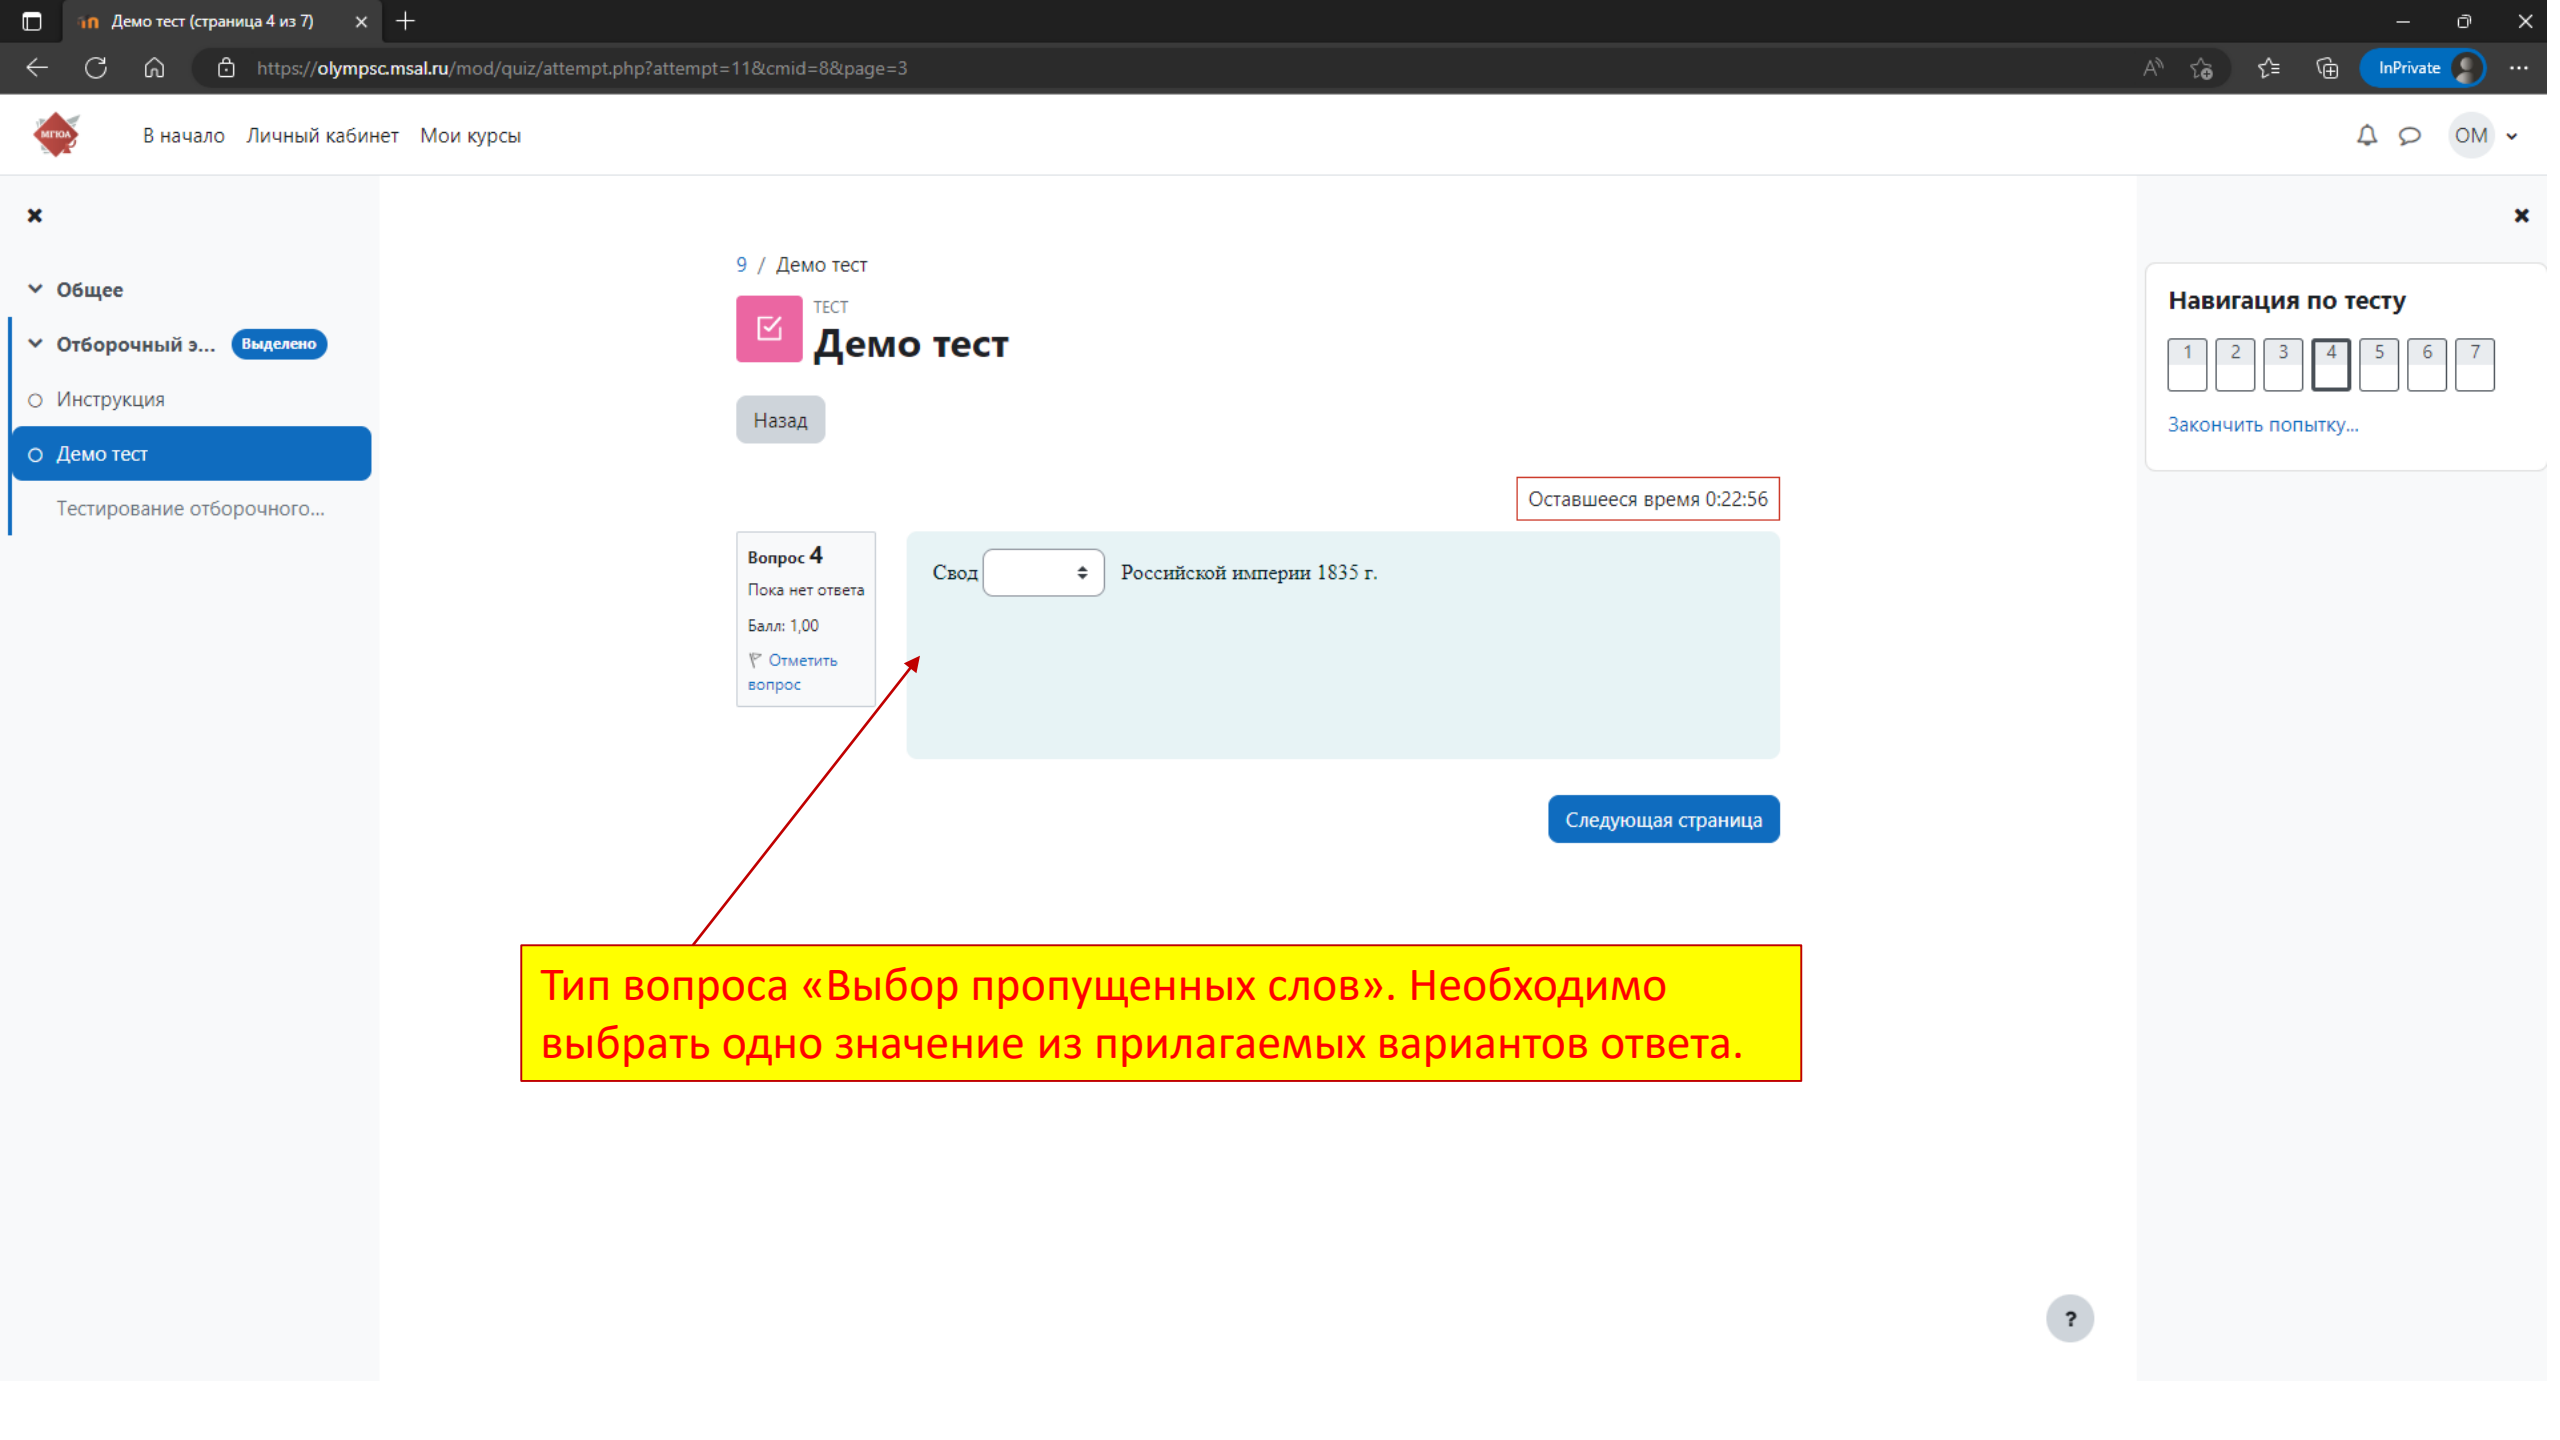 Демо тест (страница 4 из 7)
https://olympsc.msal.ru/mod/quiz/attempt.php?attempt=11&cmid=8&page=3
InPrivate
МГЮА
В начало Личный кабинет Мои курсы
ОМ
Общее
Отборочный э... Выделено
Инструкция
Демо тест
Тестирование отборочного...
9 / Демо тест
ТЕСТ
Демо тест
Назад
Оставшееся время 0:22:56
Вопрос 4
Пока нет ответа
Балл: 1,00
Отметить
вопрос
Свод Российской империи 1835 г.
Следующая страница
Тип вопроса «Выбор пропущенных слов». Необходимо
выбрать одно значение из прилагаемых вариантов ответа.
Навигация по тесту
1 2 3 4 5 6 7
Закончить попытку...
?